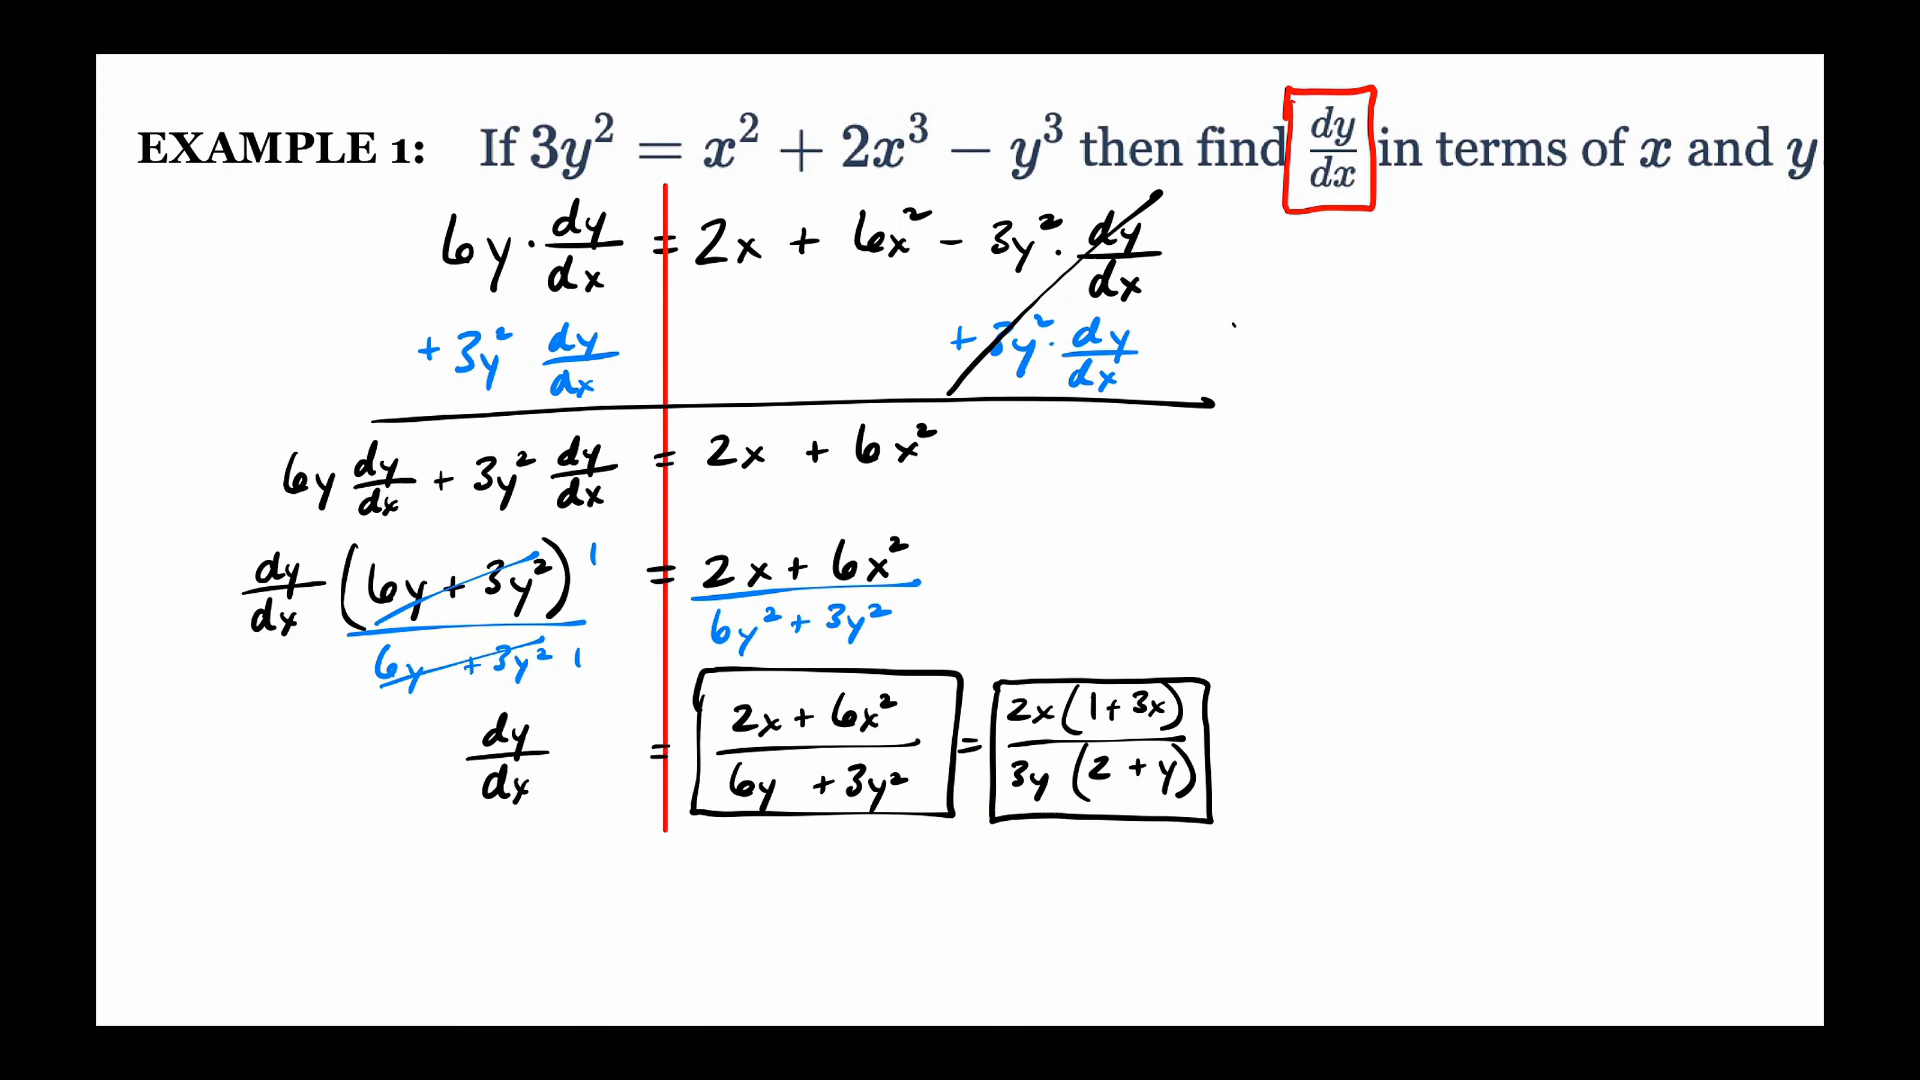 EXAMPLE 1: If 3y² = x² + 2x³ − y³ then find dy/dx in terms of x and y
6y · dy/dx = 2x + 6x² − 3y² · dy/dx
+ 3y² dy/dx + 3y² · dy/dx
6y dy/dx + 3y² dy/dx = 2x + 6x²
dy/dx (6y + 3y²) 1 / 6y + 3y² 1 = 2x + 6x² / 6y² + 3y²
dy/dx = 2x + 6x² / 6y + 3y² = 2x (1 + 3x) / 3y (2 + y)